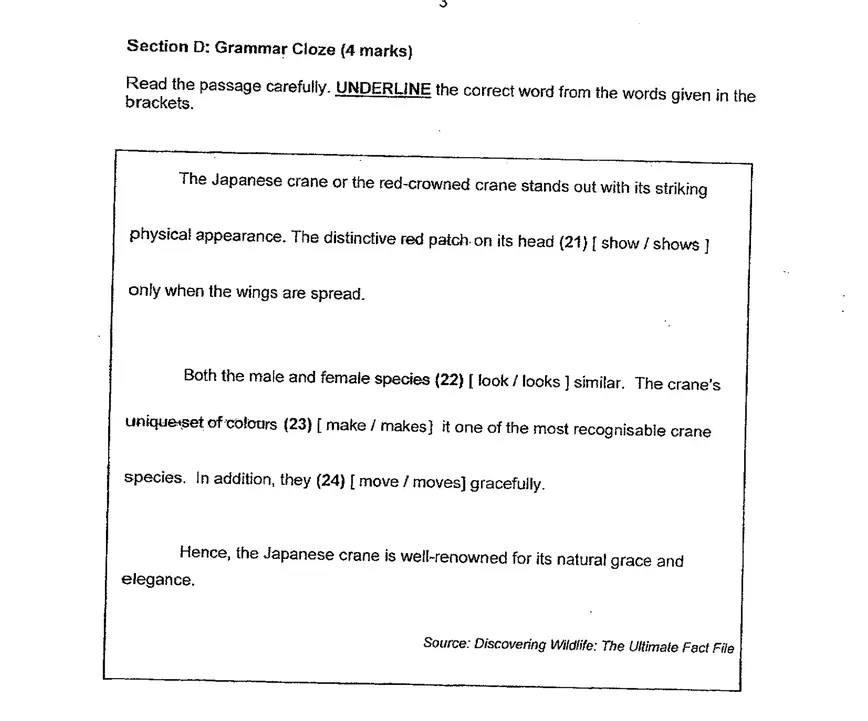 3
Section D: Grammar Cloze (4 marks)
Read the passage carefully. UNDERLINE the correct word from the words given in the
brackets.
The Japanese crane or the red-crowned crane stands out with its striking
physical appearance. The distinctive red patch on its head (21) [ show / shows ]
only when the wings are spread.
Both the male and female species (22) [ look / looks ] similar. The crane's
unique set of colours (23) [ make / makes] it one of the most recognisable crane
species. In addition, they (24) [ move / moves] gracefully.
Hence, the Japanese crane is well-renowned for its natural grace and
elegance.
Source: Discovering Wildlife: The Ultimate Fact File